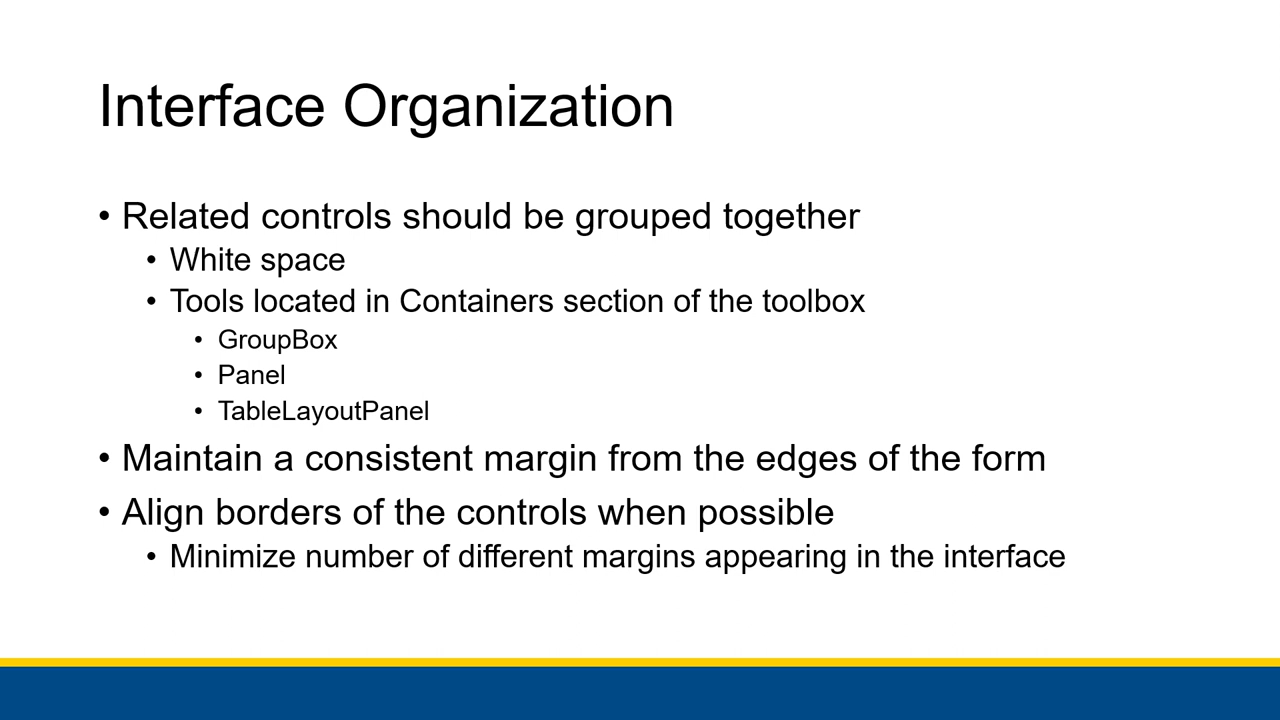 Interface Organization
• Related controls should be grouped together
• White space
• Tools located in Containers section of the toolbox
• GroupBox
• Panel
• TableLayoutPanel
• Maintain a consistent margin from the edges of the form
• Align borders of the controls when possible
• Minimize number of different margins appearing in the interface